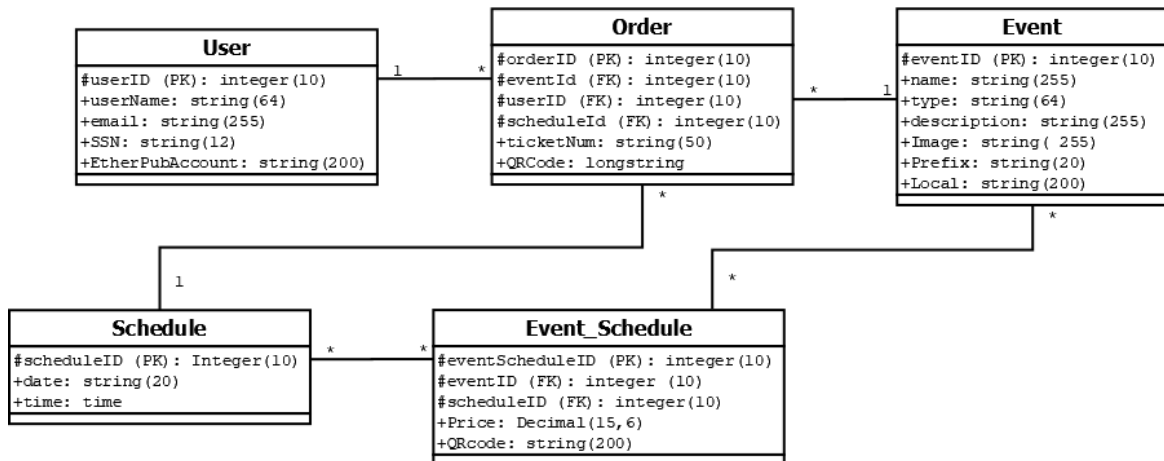 User
#userID (PK): integer(10)
+userName: string(64)
+email: string(255)
+SSN: string(12)
+EtherPubAccount: string(200)
1
*
Order
#orderID (PK): integer(10)
#eventId (FK): integer(10)
#userID (FK): integer(10)
#scheduleId (FK): integer(10)
+ticketNum: string(50)
+QRCode: longstring
*
1
Event
#eventID (PK): integer(10)
+name: string(255)
+type: string(64)
+description: string(255)
+Image: string( 255)
+Prefix: string(20)
+Local: string(200)
*
*
1
*
Schedule
#scheduleID (PK): Integer(10)
+date: string(20)
+time: time
*
*
Event_Schedule
#eventScheduleID (PK): integer(10)
#eventID (FK): integer (10)
#scheduleID (FK): integer(10)
+Price: Decimal(15,6)
+QRcode: string(200)